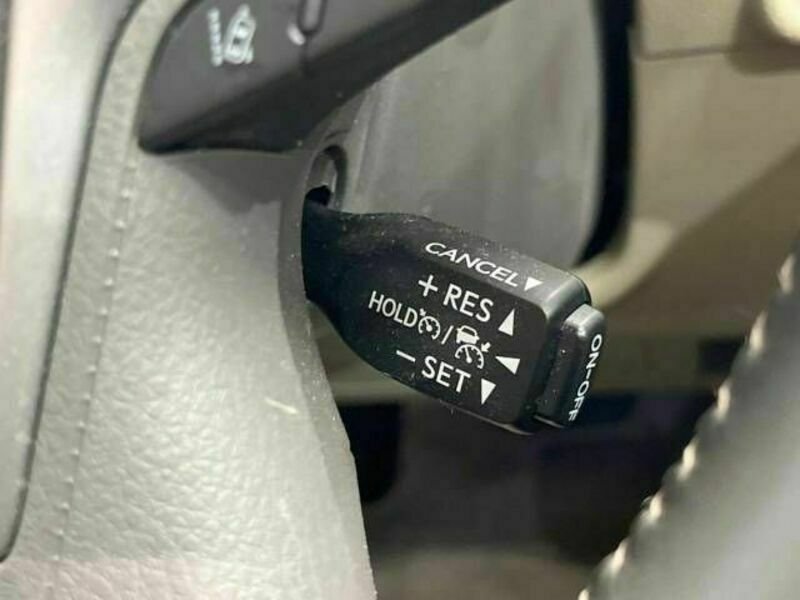 CANCEL▼
+ RES ▲
HOLD /
− SET ▼
ON-OFF